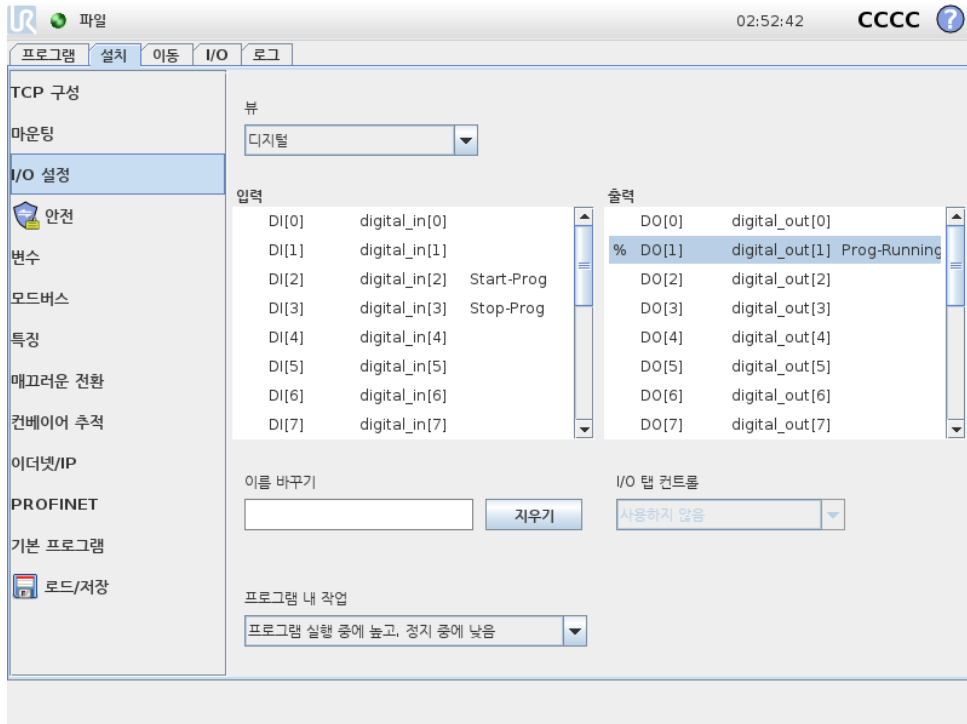 UR 파일 02:52:42 CCCC ?
프로그램 설치 이동 I/O 로그
TCP 구성
마운팅
I/O 설정
안전
변수
모드버스
특징
매끄러운 전환
컨베이어 추적
이더넷/IP
PROFINET
기본 프로그램
로드/저장
뷰
디지털
입력
DI[0] digital_in[0]
DI[1] digital_in[1]
DI[2] digital_in[2] Start-Prog
DI[3] digital_in[3] Stop-Prog
DI[4] digital_in[4]
DI[5] digital_in[5]
DI[6] digital_in[6]
DI[7] digital_in[7]
출력
DO[0] digital_out[0]
% DO[1] digital_out[1] Prog-Running
DO[2] digital_out[2]
DO[3] digital_out[3]
DO[4] digital_out[4]
DO[5] digital_out[5]
DO[6] digital_out[6]
DO[7] digital_out[7]
이름 바꾸기
지우기
I/O 탭 컨트롤
사용하지 않음
프로그램 내 작업
프로그램 실행 중에 높고, 정지 중에 낮음